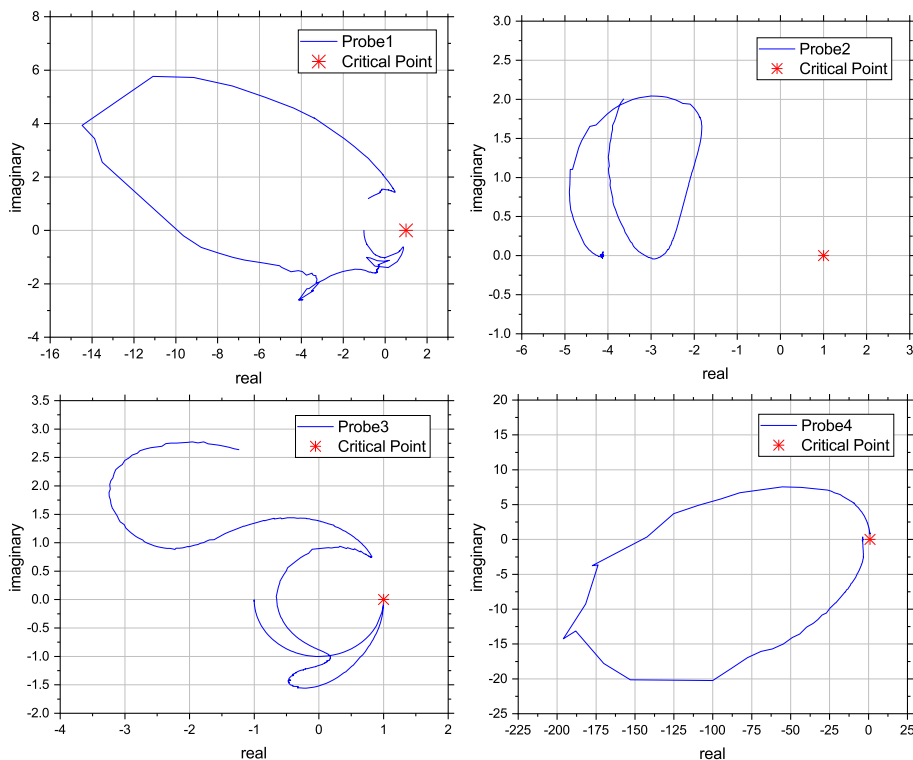 8
6
4
2
0
-2
-4
imaginary
-16 -14 -12 -10 -8 -6 -4 -2 0 2
real
Probe1
Critical Point
3.0
2.5
2.0
1.5
1.0
0.5
0.0
-0.5
-1.0
imaginary
-6 -5 -4 -3 -2 -1 0 1 2 3
real
Probe2
Critical Point
3.5
3.0
2.5
2.0
1.5
1.0
0.5
0.0
-0.5
-1.0
-1.5
-2.0
imaginary
-4 -3 -2 -1 0 1 2
real
Probe3
Critical Point
20
15
10
5
0
-5
-10
-15
-20
-25
imaginary
-225 -200 -175 -150 -125 -100 -75 -50 -25 0 25
real
Probe4
Critical Point